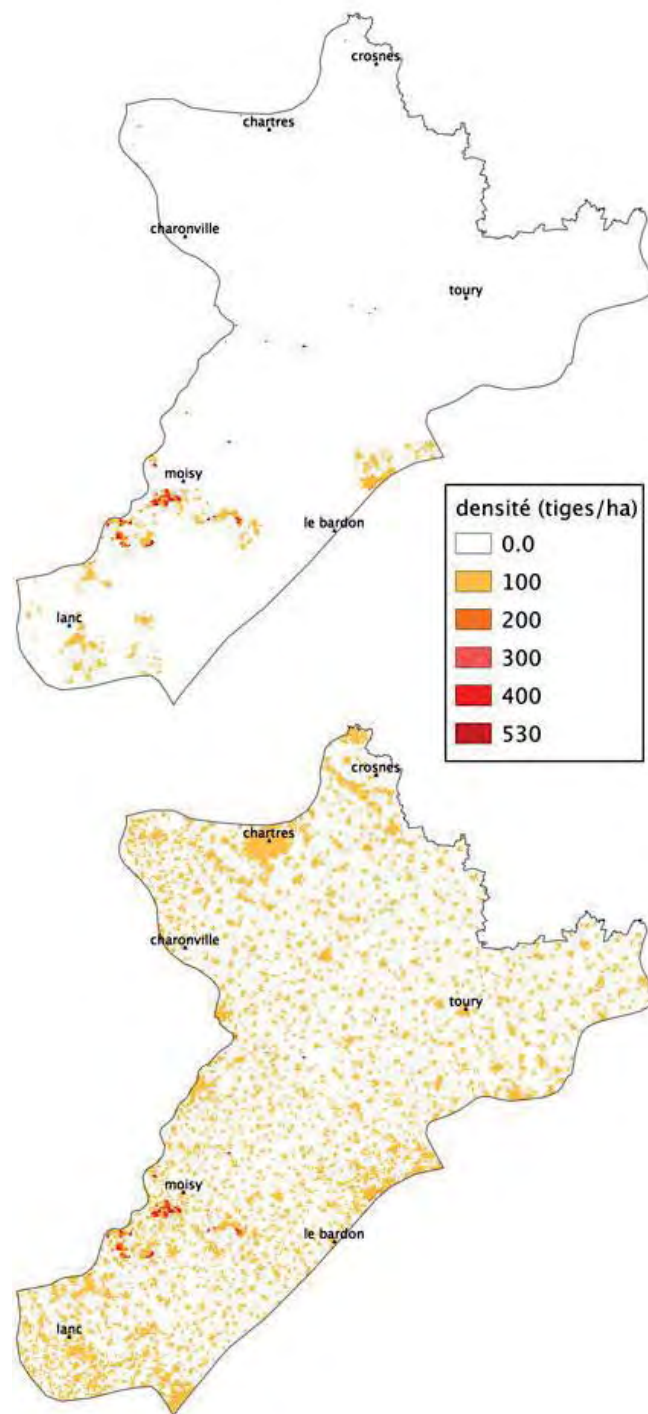 crosnes
chartres
charonville
toury
moisy
le bardon
lanc
densité (tiges/ha)
0.0
100
200
300
400
530
crosnes
chartres
charonville
toury
moisy
le bardon
lanc